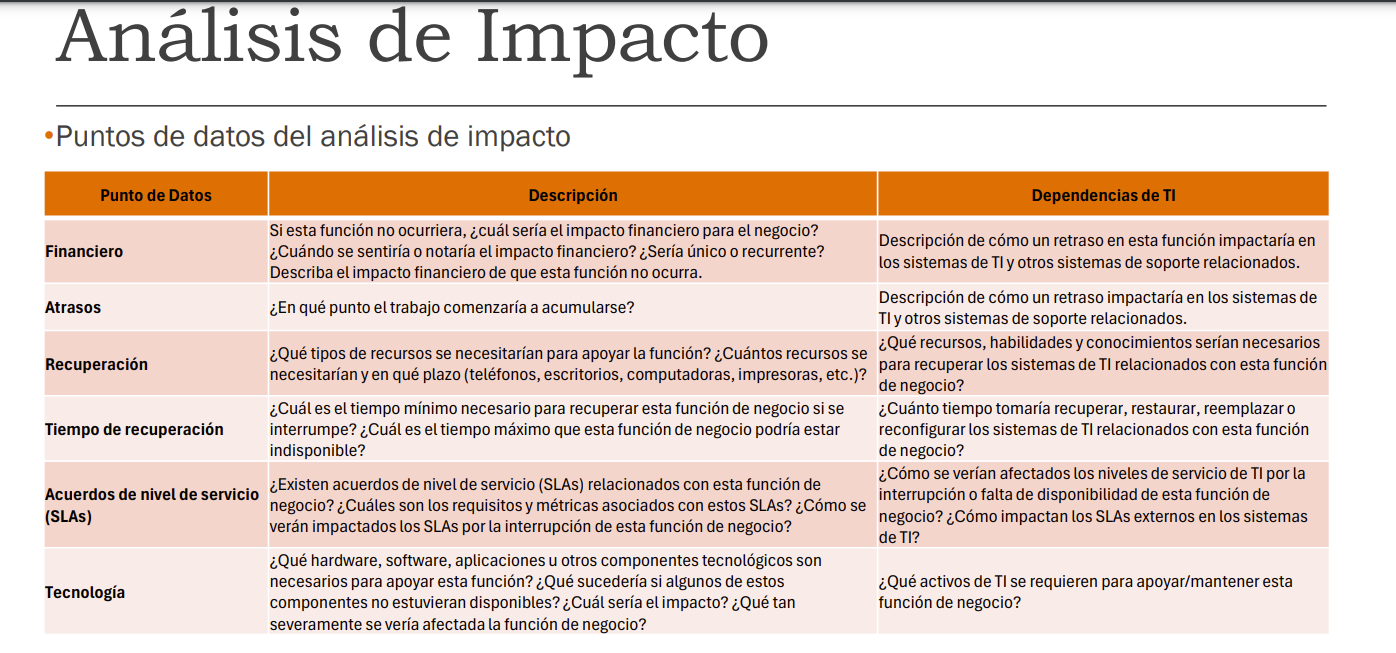 Análisis de Impacto
•Puntos de datos del análisis de impacto
Punto de Datos
Descripción
Dependencias de TI
Financiero
Si esta función no ocurriera, ¿cuál sería el impacto financiero para el negocio?
¿Cuándo se sentiría o notaría el impacto financiero? ¿Sería único o recurrente?
Describa el impacto financiero de que esta función no ocurra.
Descripción de cómo un retraso en esta función impactaría en
los sistemas de TI y otros sistemas de soporte relacionados.
Atrasos
¿En qué punto el trabajo comenzaría a acumularse?
Descripción de cómo un retraso impactaría en los sistemas de
TI y otros sistemas de soporte relacionados.
Recuperación
¿Qué tipos de recursos se necesitarían para apoyar la función? ¿Cuántos recursos se
necesitarían y en qué plazo (teléfonos, escritorios, computadoras, impresoras, etc.)?
¿Qué recursos, habilidades y conocimientos serían necesarios
para recuperar los sistemas de TI relacionados con esta función
de negocio?
Tiempo de recuperación
¿Cuál es el tiempo mínimo necesario para recuperar esta función de negocio si se
interrumpe? ¿Cuál es el tiempo máximo que esta función de negocio podría estar
indisponible?
¿Cuánto tiempo tomaría recuperar, restaurar, reemplazar o
reconfigurar los sistemas de TI relacionados con esta función
de negocio?
Acuerdos de nivel de servicio
(SLAs)
¿Existen acuerdos de nivel de servicio (SLAs) relacionados con esta función de
negocio? ¿Cuáles son los requisitos y métricas asociados con estos SLAs? ¿Cómo se
verán impactados los SLAs por la interrupción de esta función de negocio?
¿Cómo se verían afectados los niveles de servicio de TI por la
interrupción o falta de disponibilidad de esta función de
negocio? ¿Cómo impactan los SLAs externos en los sistemas
de TI?
Tecnología
¿Qué hardware, software, aplicaciones u otros componentes tecnológicos son
necesarios para apoyar esta función? ¿Qué sucedería si algunos de estos
componentes no estuvieran disponibles? ¿Cuál sería el impacto? ¿Qué tan
severamente se vería afectada la función de negocio?
¿Qué activos de TI se requieren para apoyar/mantener esta
función de negocio?